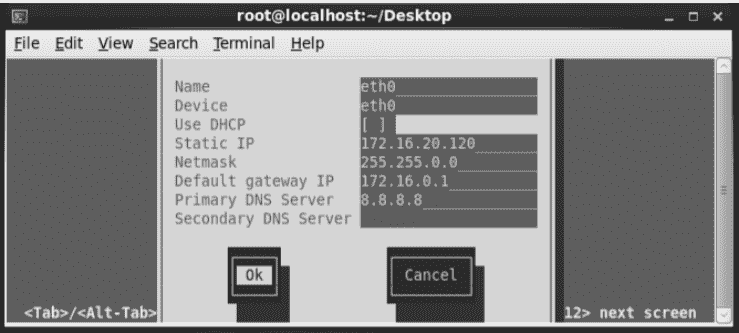 root@localhost:~/Desktop
File Edit View Search Terminal Help
Name eth0
Device eth0
Use DHCP [ ]
Static IP 172.16.20.120
Netmask 255.255.0.0
Default gateway IP 172.16.0.1
Primary DNS Server 8.8.8.8
Secondary DNS Server
Ok Cancel
<Tab>/<Alt-Tab> 12> next screen